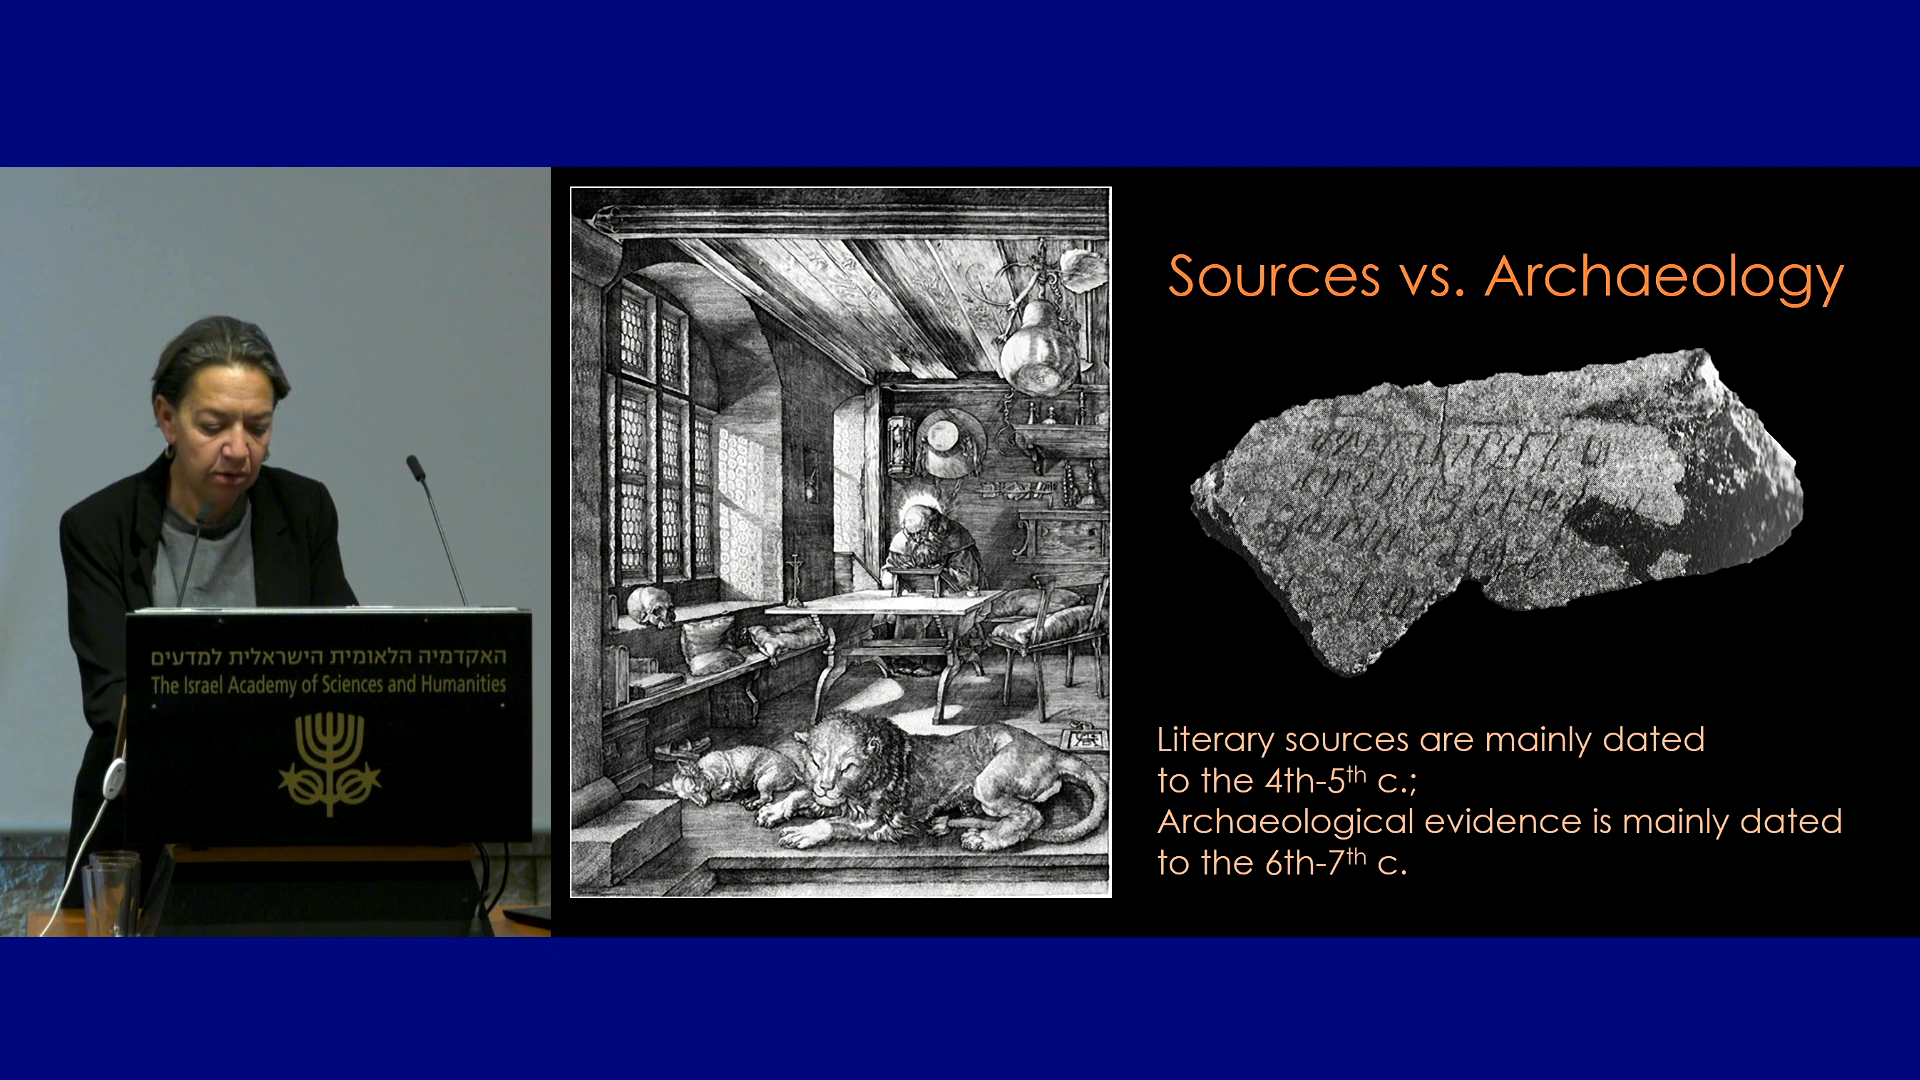 האקדמיה הלאומית הישראלית למדעים
The Israel Academy of Sciences and Humanities
Sources vs. Archaeology
Literary sources are mainly dated
to the 4th-5th c.;
Archaeological evidence is mainly dated
to the 6th-7th c.